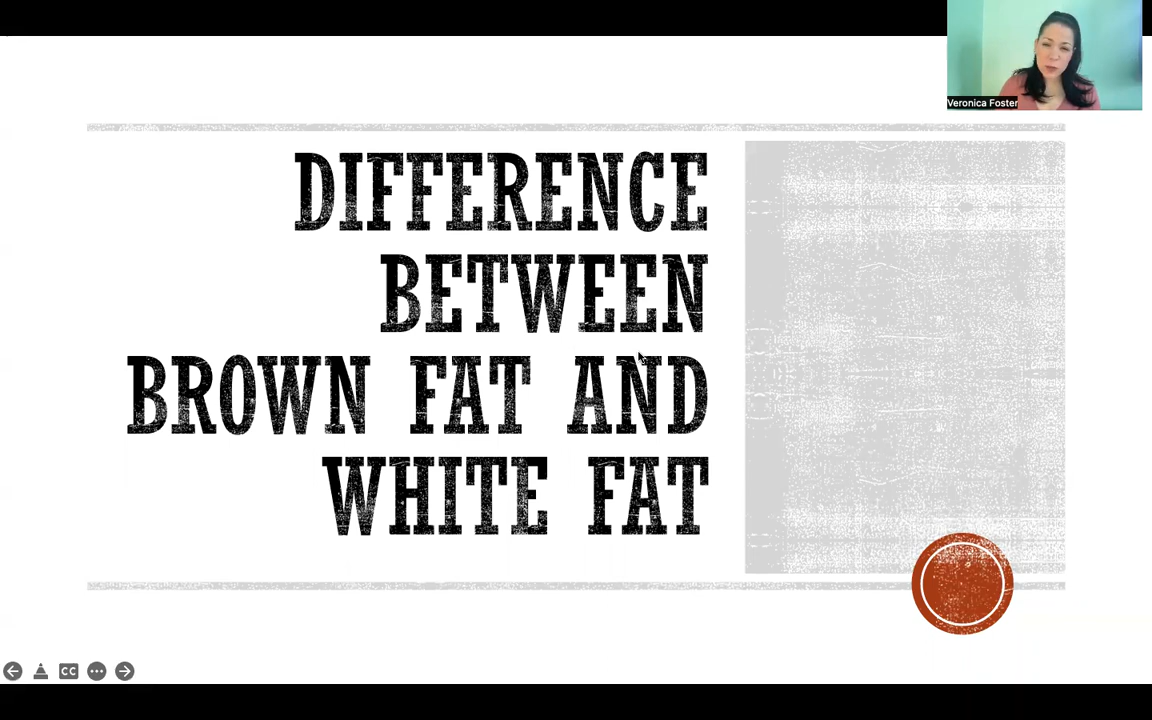 Veronica Foster
DIFFERENCE
BETWEEN
BROWN FAT AND
WHITE FAT
CC